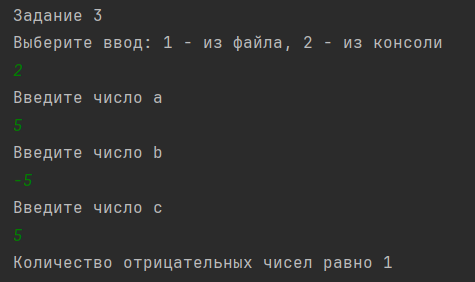 Задание 3
Выберите ввод: 1 - из файла, 2 - из консоли
2
Введите число a
5
Введите число b
-5
Введите число c
5
Количество отрицательных чисел равно 1